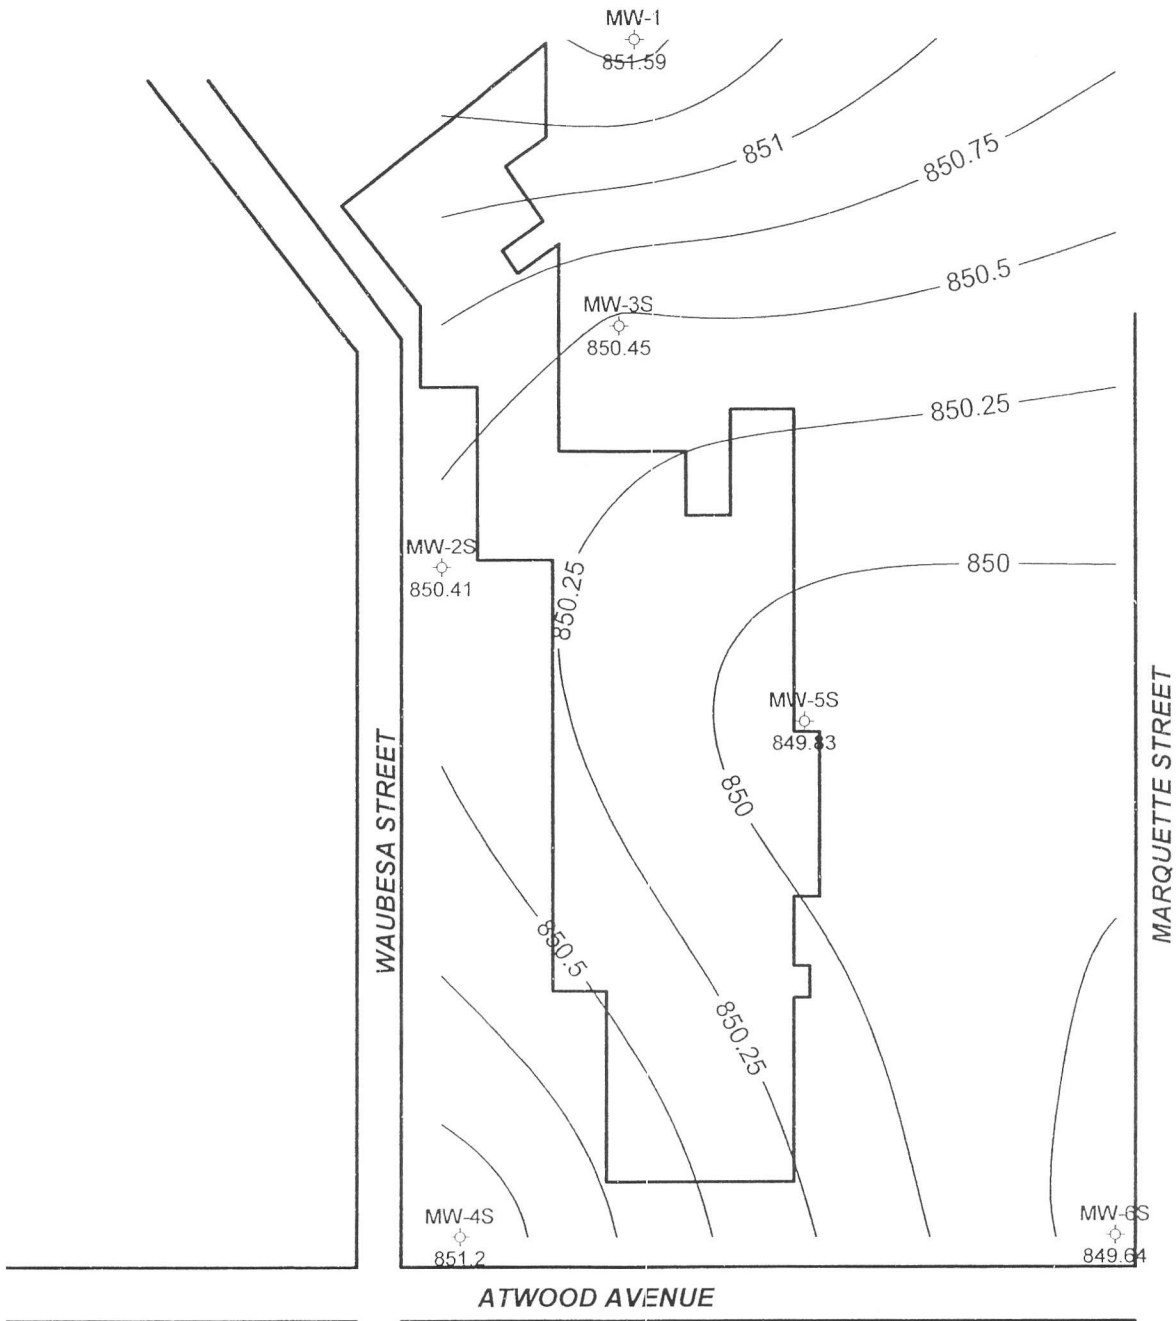 MW-1
851.59
851
850.75
850.5
MW-3S
850.45
850.25
MW-2S
850.41
850.25
850
MW-5S
849.83
850
WAUBESA STREET
MARQUETTE STREET
850.5
850.25
MW-4S
851.2
MW-6S
849.64
ATWOOD AVENUE